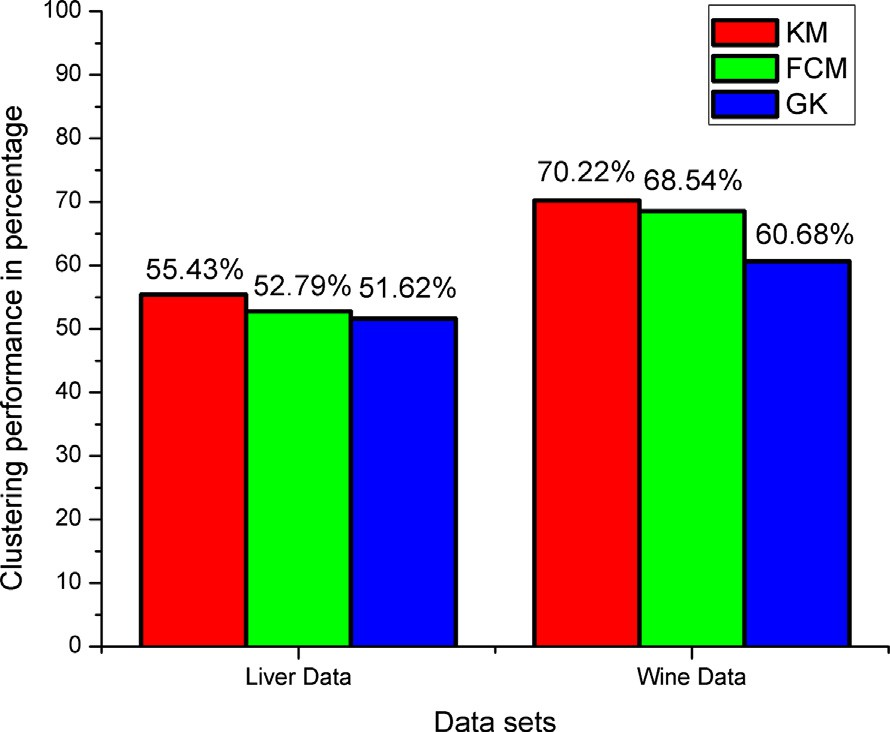 Clustering performance in percentage
100
90
80
70
60
50
40
30
20
10
0
KM
FCM
GK
55.43%
52.79%
51.62%
70.22%
68.54%
60.68%
Liver Data
Wine Data
Data sets